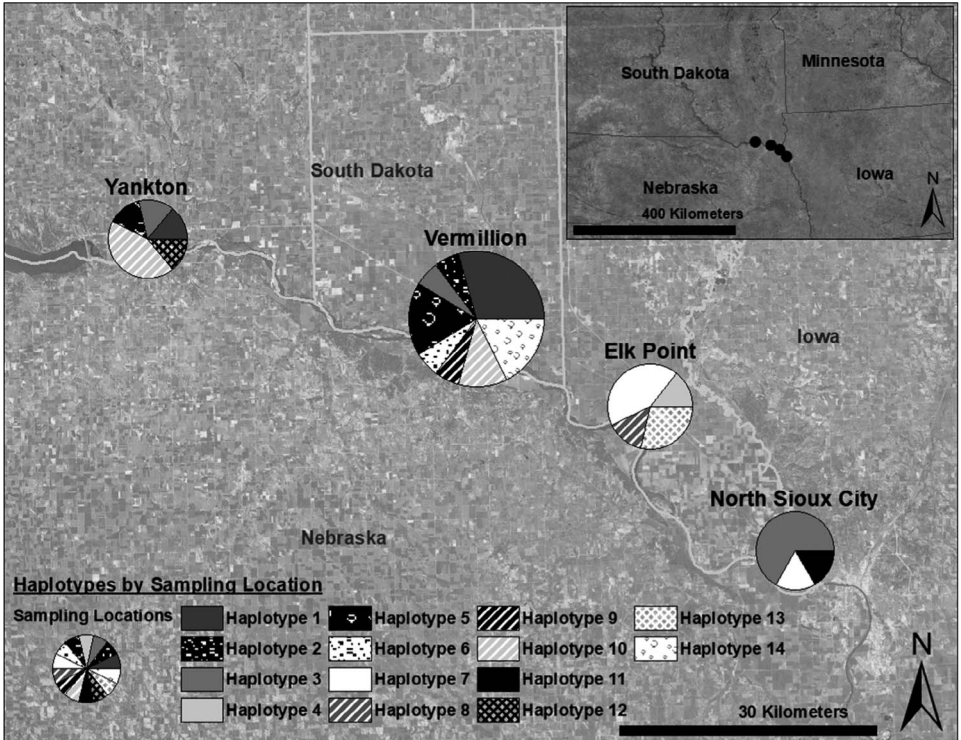 South Dakota
Minnesota
Nebraska
Iowa
N
400 Kilometers
South Dakota
Yankton
Vermillion
Elk Point
Iowa
North Sioux City
Nebraska
Haplotypes by Sampling Location
Sampling Locations
Haplotype 1
Haplotype 2
Haplotype 3
Haplotype 4
Haplotype 5
Haplotype 6
Haplotype 7
Haplotype 8
Haplotype 9
Haplotype 10
Haplotype 11
Haplotype 12
Haplotype 13
Haplotype 14
N
30 Kilometers